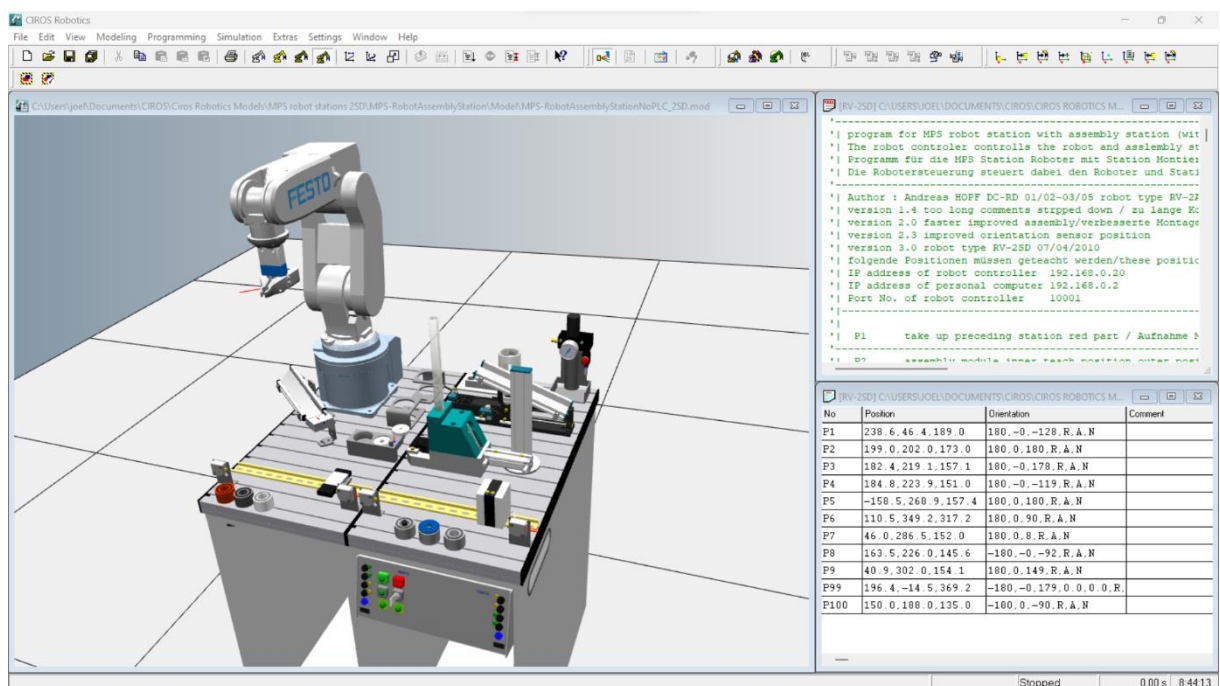 CIROS Robotics
File Edit View Modeling Programming Simulation Extras Settings Window Help
C:\Users\joel\Documents\CIROS\Ciros Robotics Models\MPS robot stations 2SD\MPS-RobotAssemblyStation\Model\MPS-RobotAssemblyStationNoPLC_2SD.mod
FESTO
[RV-2SD] C:\USERS\JOEL\DOCUMENTS\CIROS\CIROS ROBOTICS M...
'| program for MPS robot station with assembly station (wit
'| The robot controler controlls the robot and asslembly st
'| Programm für die MPS Station Roboter mit Station Montier
'| Die Robotersteuerung steuert dabei den Roboter und Stati
'| Author : Andreas HOPF DC-RD 01/02-03/05 robot type RV-2A
'| version 1.4 too long comments strpped down / zu lange Ko
'| version 2.0 faster improved assembly/verbesserte Montage
'| version 2.3 improved orientation sensor position
'| version 3.0 robot type RV-2SD 07/04/2010
'| folgende Positionen müssen geteacht werden/these positic
'| IP address of robot controller 192.168.0.20
'| IP address of personal computer 192.168.0.2
'| Port No. of robot controller 10001
'|
'| P1 take up preceding station red part / Aufnahme M
'| P2 assembly module inner teach position outer posi
[RV-2SD] C:\USERS\JOEL\DOCUMENTS\CIROS\CIROS ROBOTICS M...
No Position Orientation Comment
P1 238.6,46.4,189.0 180,-0,-128,R,A,N
P2 199.0,202.0,173.0 180,0,180,R,A,N
P3 182.4,219.1,157.1 180,-0,178,R,A,N
P4 184.8,223.9,151.0 180,-0,-119,R,A,N
P5 -158.5,268.9,157.4 180,0,180,R,A,N
P6 110.5,349.2,317.2 180,0,90,R,A,N
P7 46.0,286.5,152.0 180,0,8,R,A,N
P8 163.5,226.0,145.6 -180,-0,-92,R,A,N
P9 40.9,302.0,154.1 180,0,149,R,A,N
P99 196.4,-14.5,369.2 -180,-0,179,0.0,0.0,R,
P100 150.0,188.0,135.0 -180,0,-90,R,A,N
Stopped 0.00 s 8:44:13